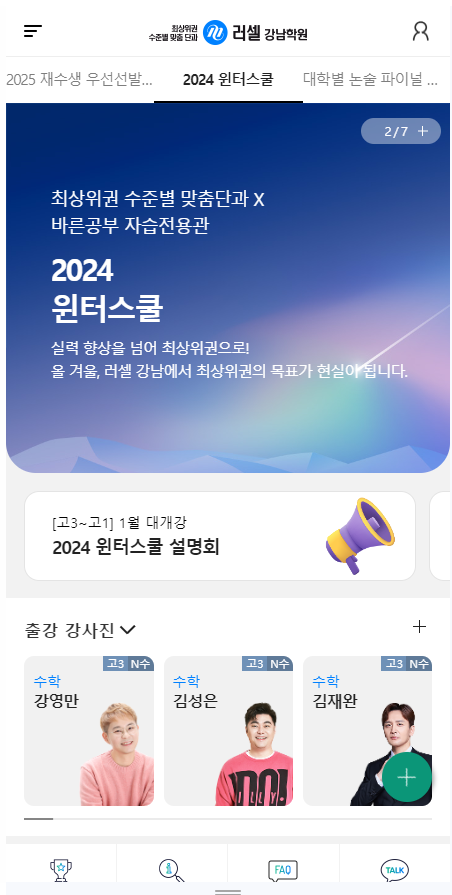 최상위권
수준별 맞춤 단과
러셀 강남학원
2025 재수생 우선선발...
2024 윈터스쿨
대학별 논술 파이널 ...
2/7 +
최상위권 수준별 맞춤단과 X
바른공부 자습전용관
2024
윈터스쿨
실력 향상을 넘어 최상위권으로!
올 겨울, 러셀 강남에서 최상위권의 목표가 현실이 됩니다.
[고3~고1] 1월 대개강
2024 윈터스쿨 설명회
출강 강사진
고3 N수
수학
강영만
고3 N수
수학
김성은
고3 N수
수학
김재완
FAQ
TALK